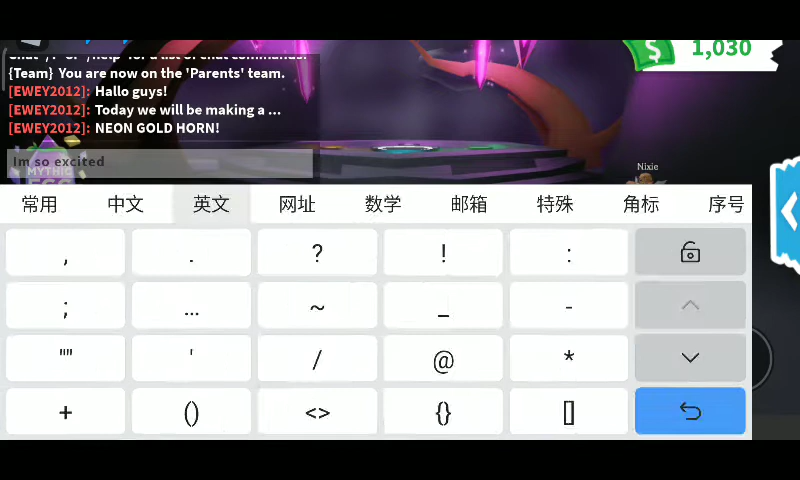 1,030
{Team} You are now on the 'Parents' team.
[EWEY2012]: Hallo guys!
[EWEY2012]: Today we will be making a ...
[EWEY2012]: NEON GOLD HORN!
Im so excited
MYTHIC
EGG
Nixie
常用 中文 英文 网址 数学 邮箱 特殊 角标 序号
, . ? ! :
; ... ~ _ -
"" ' / @ *
+ () <> {} []